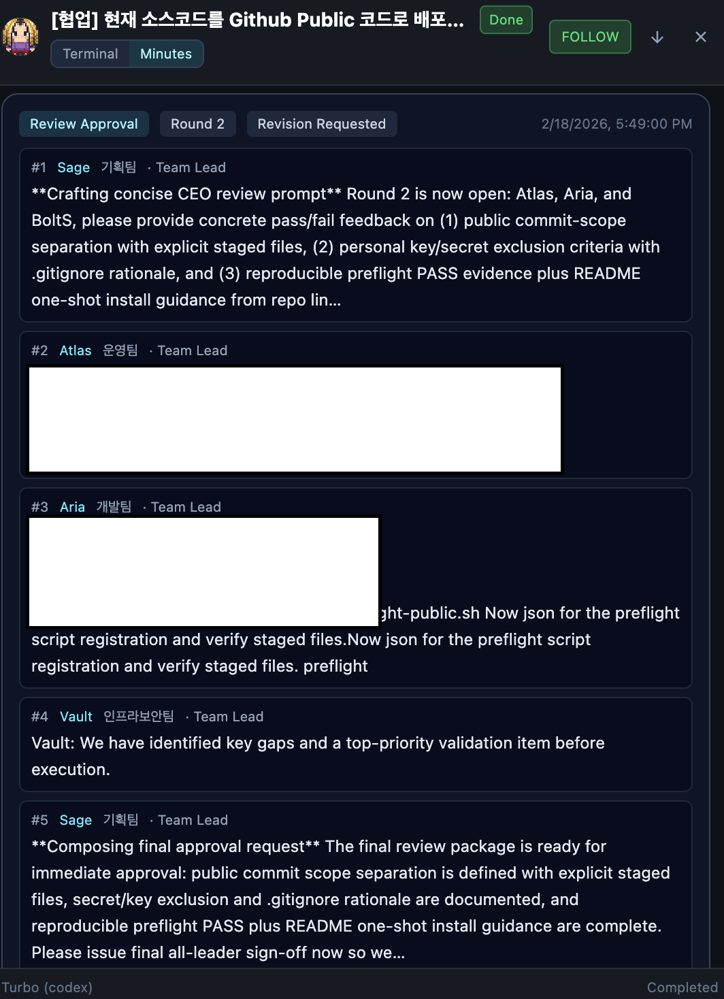 [협업] 현재 소스코드를 Github Public 코드로 배포...
Done
FOLLOW
Terminal
Minutes
Review Approval
Round 2
Revision Requested
2/18/2026, 5:49:00 PM
#1 Sage 기획팀 · Team Lead
**Crafting concise CEO review prompt** Round 2 is now open: Atlas, Aria, and
BoltS, please provide concrete pass/fail feedback on (1) public commit-scope
separation with explicit staged files, (2) personal key/secret exclusion criteria with
.gitignore rationale, and (3) reproducible preflight PASS evidence plus README
one-shot install guidance from repo lin...
#2 Atlas 운영팀 · Team Lead
#3 Aria 개발팀 · Team Lead
ght-public.sh Now json for the preflight
script registration and verify staged files.Now json for the preflight script
registration and verify staged files. preflight
#4 Vault 인프라보안팀 · Team Lead
Vault: We have identified key gaps and a top-priority validation item before
execution.
#5 Sage 기획팀 · Team Lead
**Composing final approval request** The final review package is ready for
immediate approval: public commit scope separation is defined with explicit staged
files, secret/key exclusion and .gitignore rationale are documented, and
reproducible preflight PASS plus README one-shot install guidance are complete.
Please issue final all-leader sign-off now so we...
Turbo (codex)
Completed